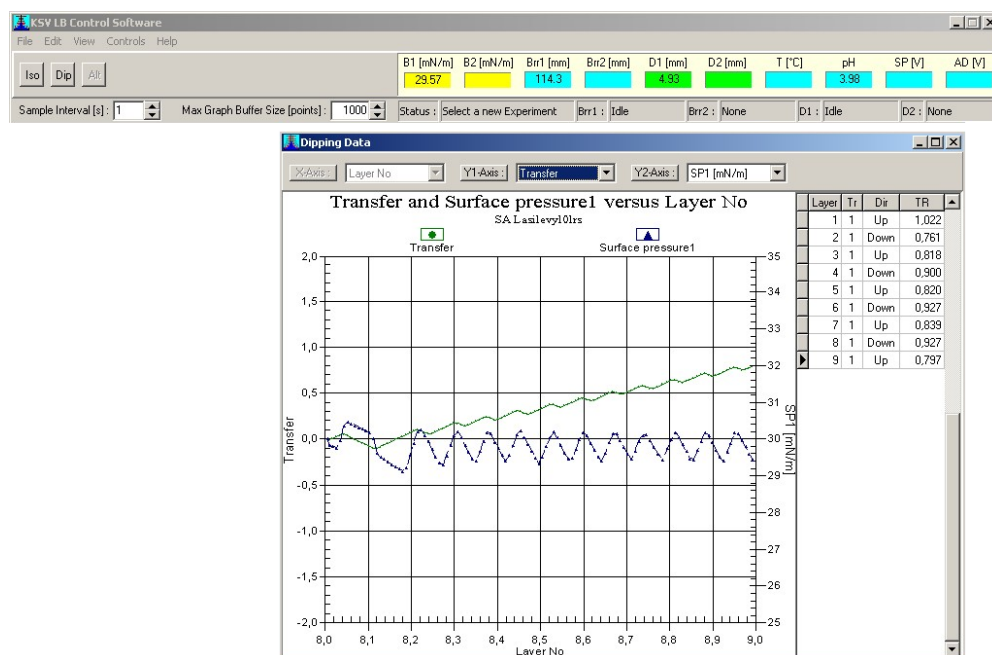 KSV LB Control Software
File Edit View Controls Help
Iso Dip Alt
B1 [mN/m] B2 [mN/m] Brr1 [mm] Brr2 [mm] D1 [mm] D2 [mm] T [°C] pH SP [V] AD [V]
29.57 114.3 4.93 3.98
Sample Interval [s] : 1 Max Graph Buffer Size [points] : 1000 Status : Select a new Experiment Brr1 : Idle Brr2 : None D1 : Idle D2 : None
Dipping Data
X-Axis : Layer No Y1-Axis : Transfer Y2-Axis : SP1 [mN/m]
Transfer and Surface pressure1 versus Layer No
SA Lasilevy10lrs
Transfer Surface pressure1
2,0 35
34
1,5
33
1,0
32
0,5
31
0,0 30
29
-0,5
28
-1,0
27
-1,5
26
-2,0 25
Transfer
SP1 [mN/m]
8,0 8,1 8,2 8,3 8,4 8,5 8,6 8,7 8,8 8,9 9,0
Layer No
Layer Tr Dir TR
1 1 Up 1,022
2 1 Down 0,761
3 1 Up 0,818
4 1 Down 0,900
5 1 Up 0,820
6 1 Down 0,927
7 1 Up 0,839
8 1 Down 0,927
9 1 Up 0,797